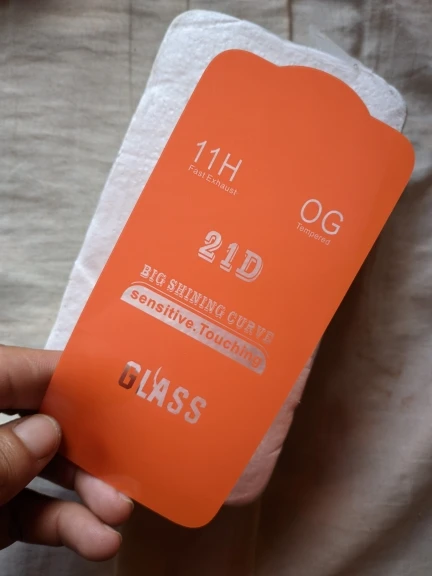 11H
Fast Exhaust
OG
Tempered
21D
BIG SHINING CURVE
sensitive.Touching
GLASS